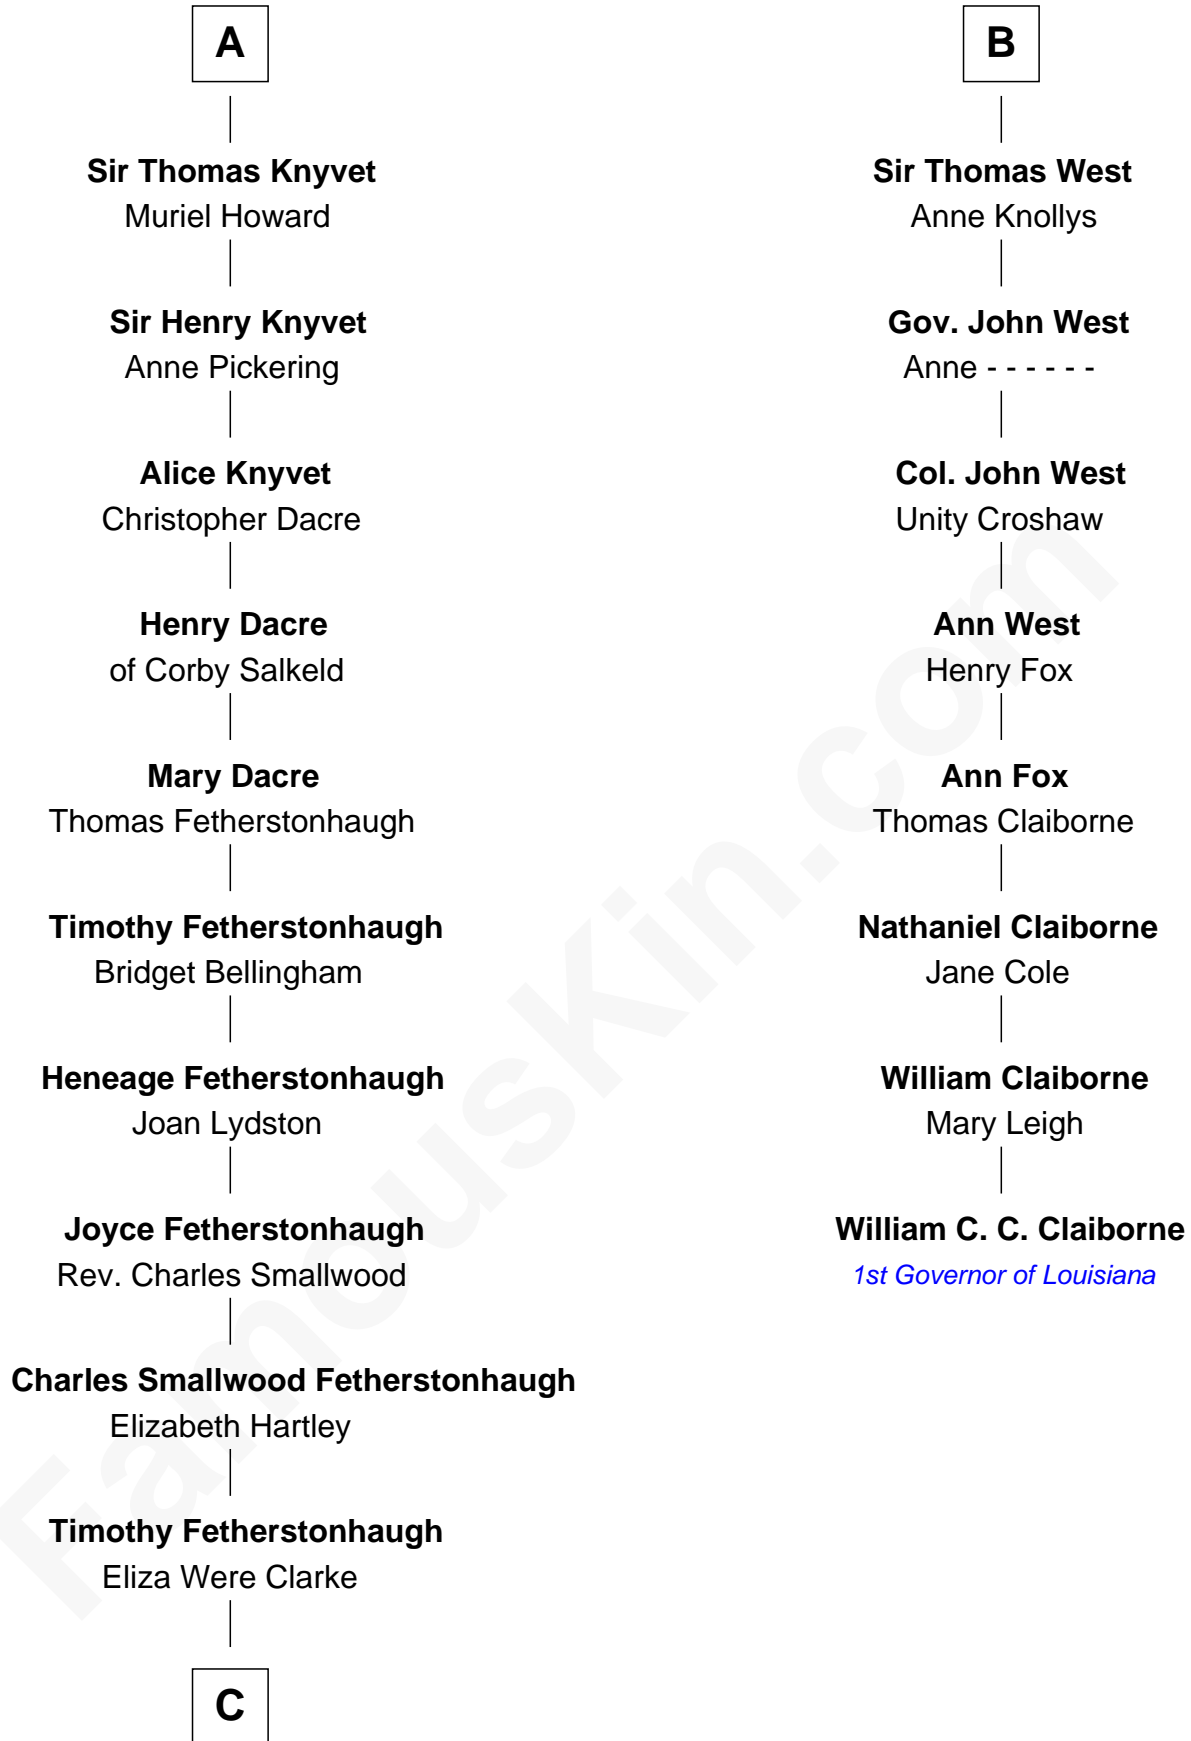 A
Sir Thomas Knyvet
Muriel Howard
Sir Henry Knyvet
Anne Pickering
Alice Knyvet
Christopher Dacre
Henry Dacre
of Corby Salkeld
Mary Dacre
Thomas Fetherstonhaugh
Timothy Fetherstonhaugh
Bridget Bellingham
Heneage Fetherstonhaugh
Joan Lydston
Joyce Fetherstonhaugh
Rev. Charles Smallwood
Charles Smallwood Fetherstonhaugh
Elizabeth Hartley
Timothy Fetherstonhaugh
Eliza Were Clarke
C
B
Sir Thomas West
Anne Knollys
Gov. John West
Anne - - - - - -
Col. John West
Unity Croshaw
Ann West
Henry Fox
Ann Fox
Thomas Claiborne
Nathaniel Claiborne
Jane Cole
William Claiborne
Mary Leigh
William C. C. Claiborne
1st Governor of Louisiana
FamousKin.com